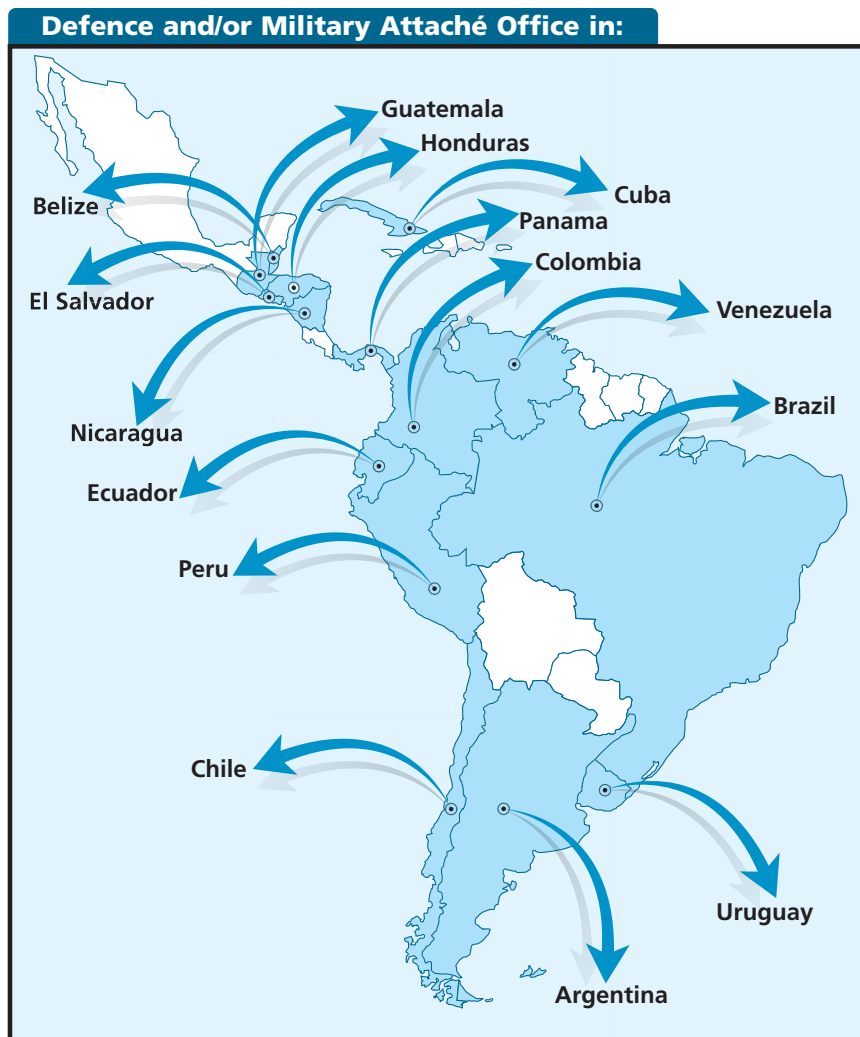 Defence and/or Military Attaché Office in:
Guatemala
Honduras
Belize
Cuba
Panama
Colombia
El Salvador
Venezuela
Brazil
Nicaragua
Ecuador
Peru
Chile
Uruguay
Argentina